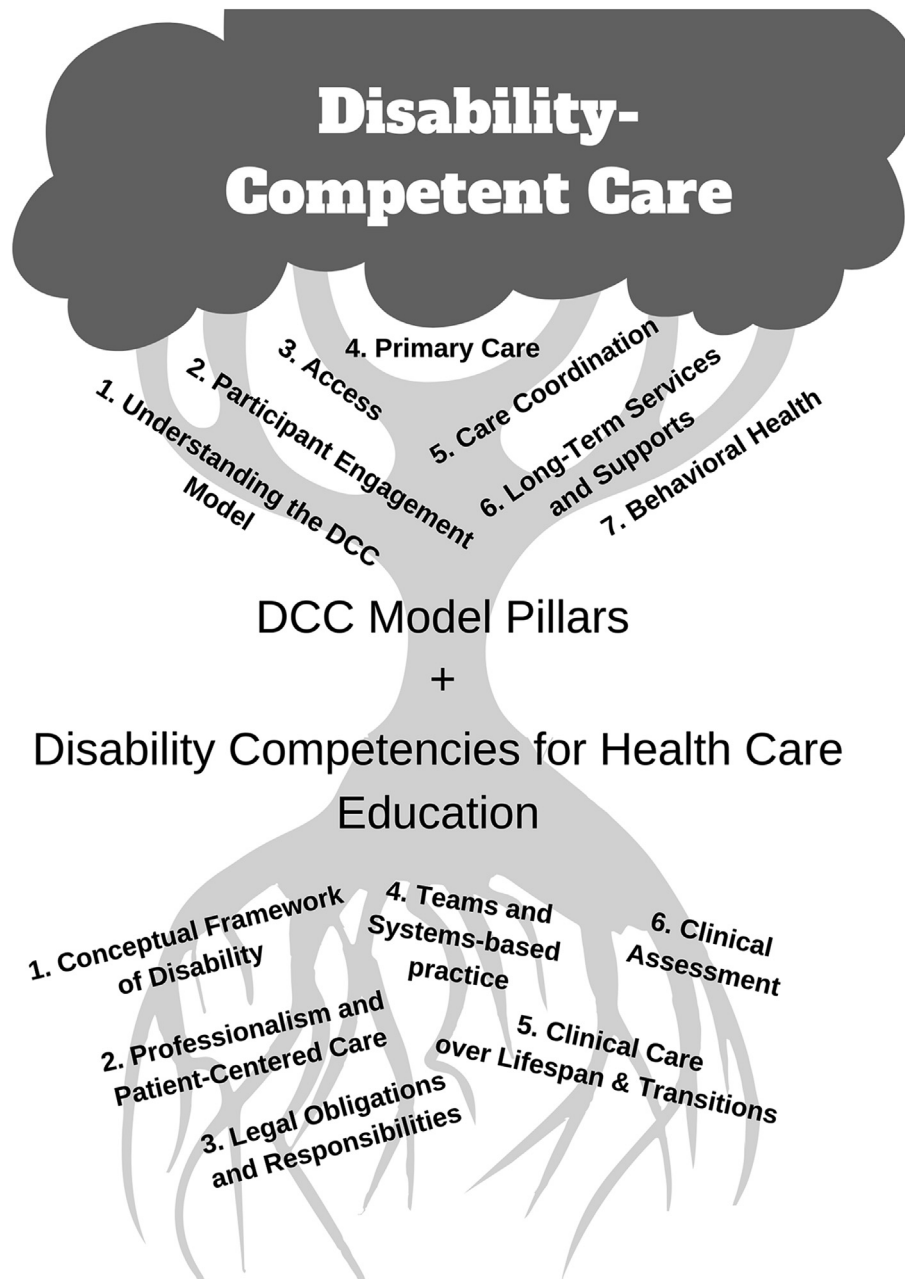 Disability-
Competent Care
1. Understanding the DCC
Model
2. Participant Engagement
3. Access
4. Primary Care
5. Care Coordination
6. Long-Term Services
and Supports
7. Behavioral Health
DCC Model Pillars
+
Disability Competencies for Health Care
Education
1. Conceptual Framework
of Disability
2. Professionalism and
Patient-Centered Care
3. Legal Obligations
and Responsibilities
4. Teams and
Systems-based
practice
5. Clinical Care
over Lifespan & Transitions
6. Clinical
Assessment